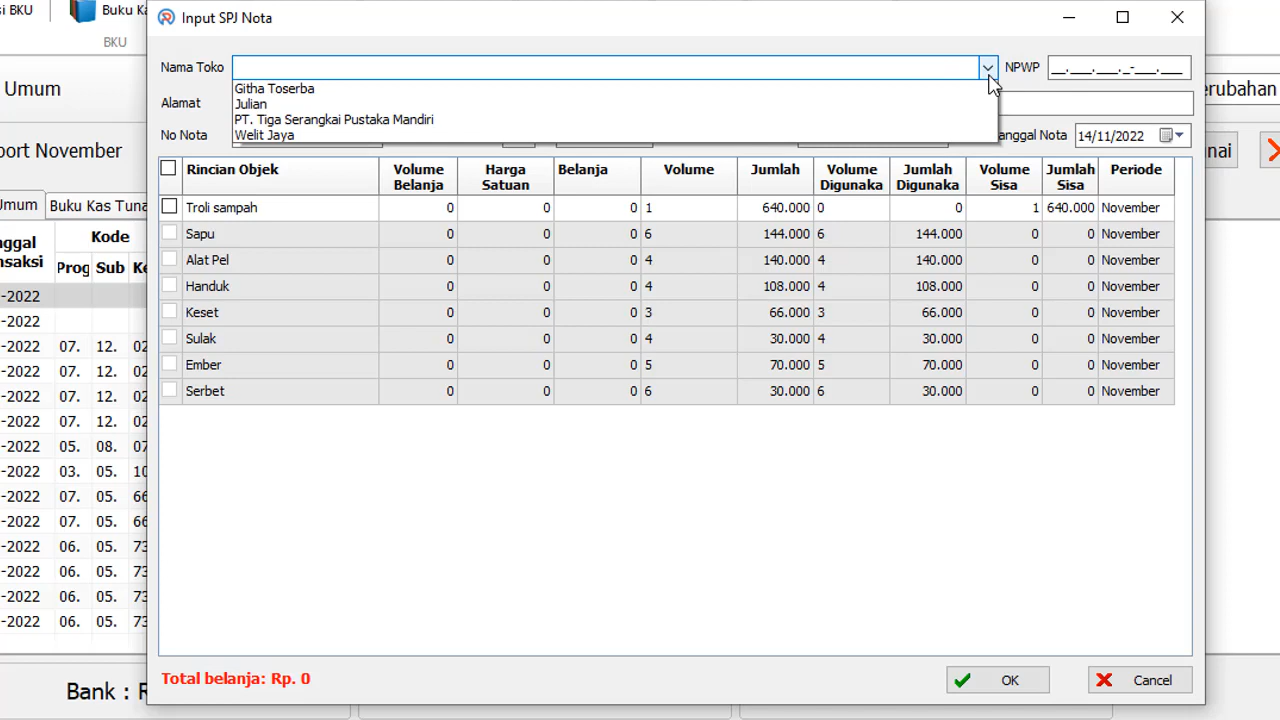 si BKU
Buku Ka
BKU
Umum
port November
Umum
Buku Kas Tuna
Kode
Prog Sub Ke
-2022
-2022
-2022 07. 12. 02
-2022 07. 12. 02
-2022 07. 12. 02
-2022 07. 12. 02
-2022 05. 08. 07
-2022 03. 05. 10
-2022 07. 05. 66
-2022 07. 05. 66
-2022 06. 05. 73
-2022 06. 05. 73
-2022 06. 05. 73
-2022 06. 05. 73
Bank : R
Input SPJ Nota
Nama Toko
NPWP __.___.___._-___.___
Githa Toserba
Julian
PT. Tiga Serangkai Pustaka Mandiri
Welit Jaya
Alamat
No Nota
anggal Nota 14/11/2022
Rincian Objek Volume Belanja Harga Satuan Belanja Volume Jumlah Volume Digunaka Jumlah Digunaka Volume Sisa Jumlah Sisa Periode
Troli sampah 0 0 0 1 640.000 0 0 1 640.000 November
Sapu 0 0 0 6 144.000 6 144.000 0 0 November
Alat Pel 0 0 0 4 140.000 4 140.000 0 0 November
Handuk 0 0 0 4 108.000 4 108.000 0 0 November
Keset 0 0 0 3 66.000 3 66.000 0 0 November
Sulak 0 0 0 4 30.000 4 30.000 0 0 November
Ember 0 0 0 5 70.000 5 70.000 0 0 November
Serbet 0 0 0 6 30.000 6 30.000 0 0 November
Total belanja: Rp. 0
OK
Cancel
erubahan
nai